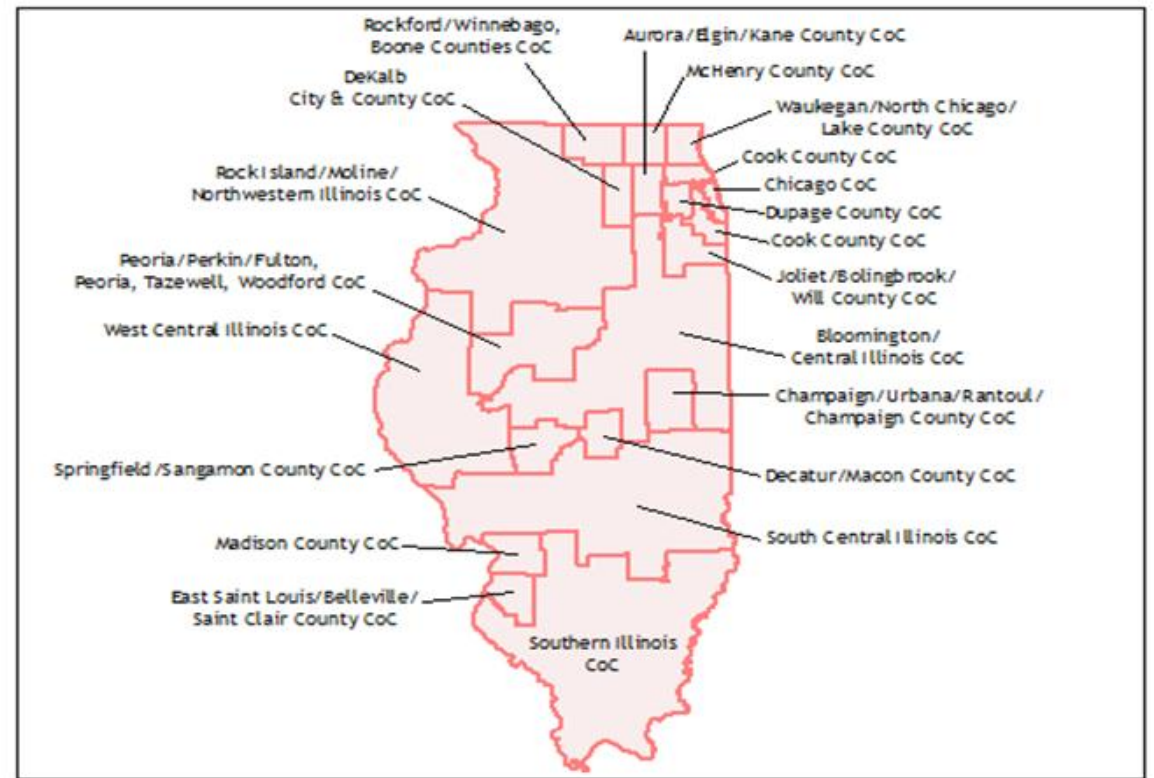 Rockford/Winnebago,
Boone Counties CoC
Aurora/Elgin/Kane County CoC
McHenry County CoC
DeKalb
City & County CoC
Waukegan/North Chicago/
Lake County CoC
Cook County CoC
Chicago CoC
Dupage County CoC
Cook County CoC
Rock Island/Moline/
Northwestern Illinois CoC
Joliet/Bolingbrook/
Will County CoC
Peoria/Perkin/Fulton,
Peoria, Tazewell, Woodford CoC
West Central Illinois CoC
Bloomington/
Central Illinois CoC
Champaign/Urbana/Rantoul/
Champaign County CoC
Springfield/Sangamon County CoC
Decatur/Macon County CoC
South Central Illinois CoC
Madison County CoC
East Saint Louis/Belleville/
Saint Clair County CoC
Southern Illinois
CoC